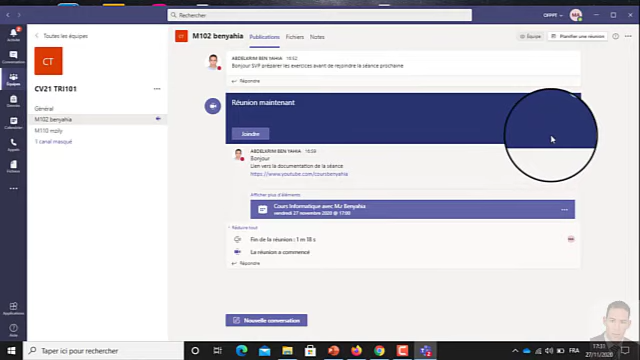 Rechercher
OFPPT
Activité
Conversation
Équipes
Calendrier
Appels
Fichiers
Applications
Aide
Toutes les équipes
CT
CV21 TRI101
Général
M102 benyahia
M110 molly
1 canal masqué
CT
M102 benyahia
Publications
Fichiers
Notes
Équipe
Planifier une réunion
ABDELKRIM BEN YAHIA 16:52
Bonjour SVP préparer les exercices avant de rejoindre la séance prochaine
Répondre
Réunion maintenant
Joindre
ABDELKRIM BEN YAHIA 16:59
Bonjour
Lien vers la documentation de la séance
https://www.youtube.com/coursbenyahia
Afficher plus d'éléments
Cours Informatique avec Mr Benyahia
vendredi 27 novembre 2020 @ 17:00
Réduire tout
Fin de la réunion : 1 m 18 s
La réunion a commencé
Répondre
Nouvelle conversation
Taper ici pour rechercher
FRA
17:31
27/11/2020